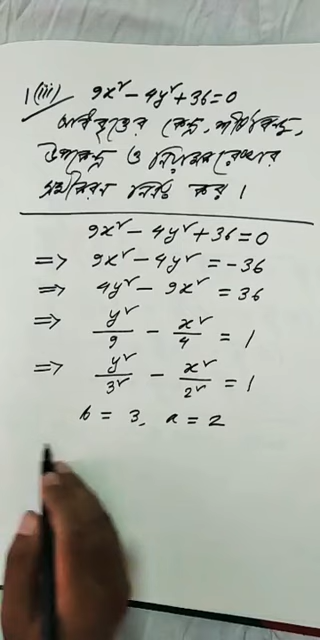 1(iii) 9x² - 4y² + 36 = 0
অধিবৃত্তের কেন্দ্র, শীর্ষবিন্দু,
উপকেন্দ্র ও নিয়ামক রেখার
সমীকরণ নির্ণয় কর।
9x² - 4y² + 36 = 0
=> 9x² - 4y² = -36
=> 4y² - 9x² = 36
=> y²/9 - x²/4 = 1
=> y²/3² - x²/2² = 1
b = 3, a = 2